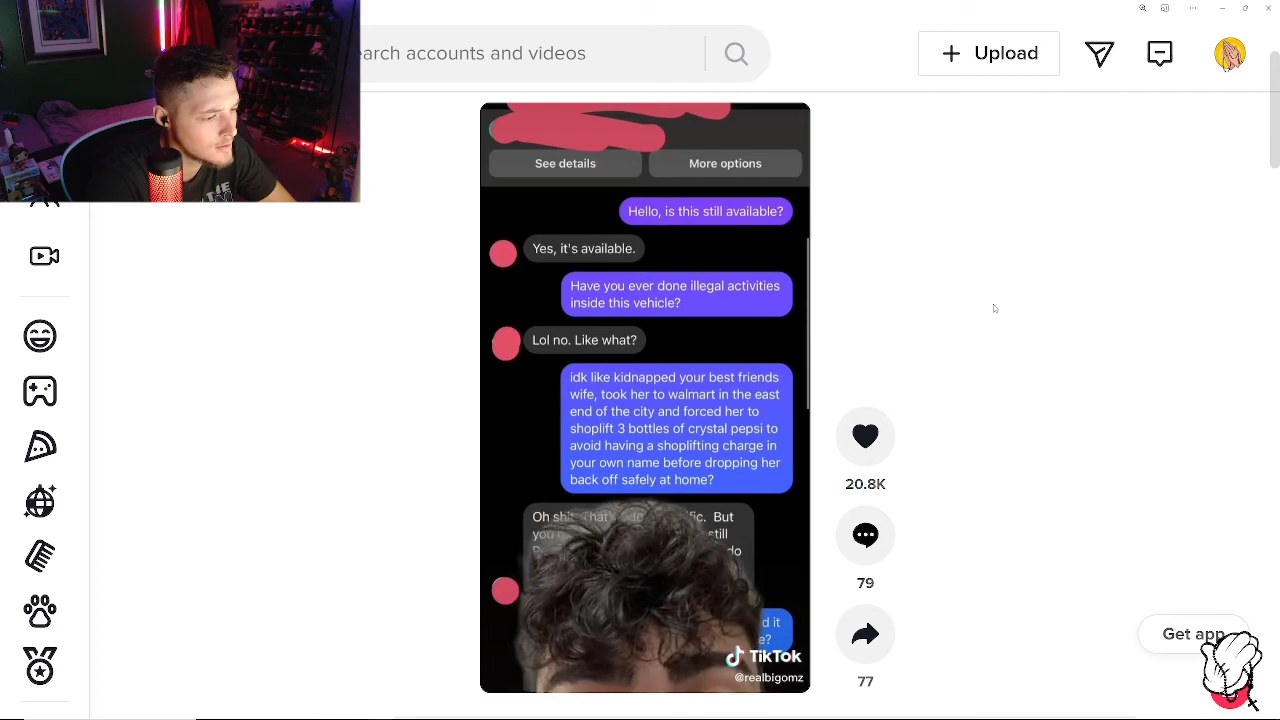 earch accounts and videos
Upload
See details
More options
Hello, is this still available?
Yes, it's available.
Have you ever done illegal activities
inside this vehicle?
Lol no. Like what?
idk like kidnapped your best friends
wife, took her to walmart in the east
end of the city and forced her to
shoplift 3 bottles of crystal pepsi to
avoid having a shoplifting charge in
your own name before dropping her
back off safely at home?
Oh shit. That's But
you still
do
d it
e?
TikTok
@realbigomz
20.8K
79
77
Get app